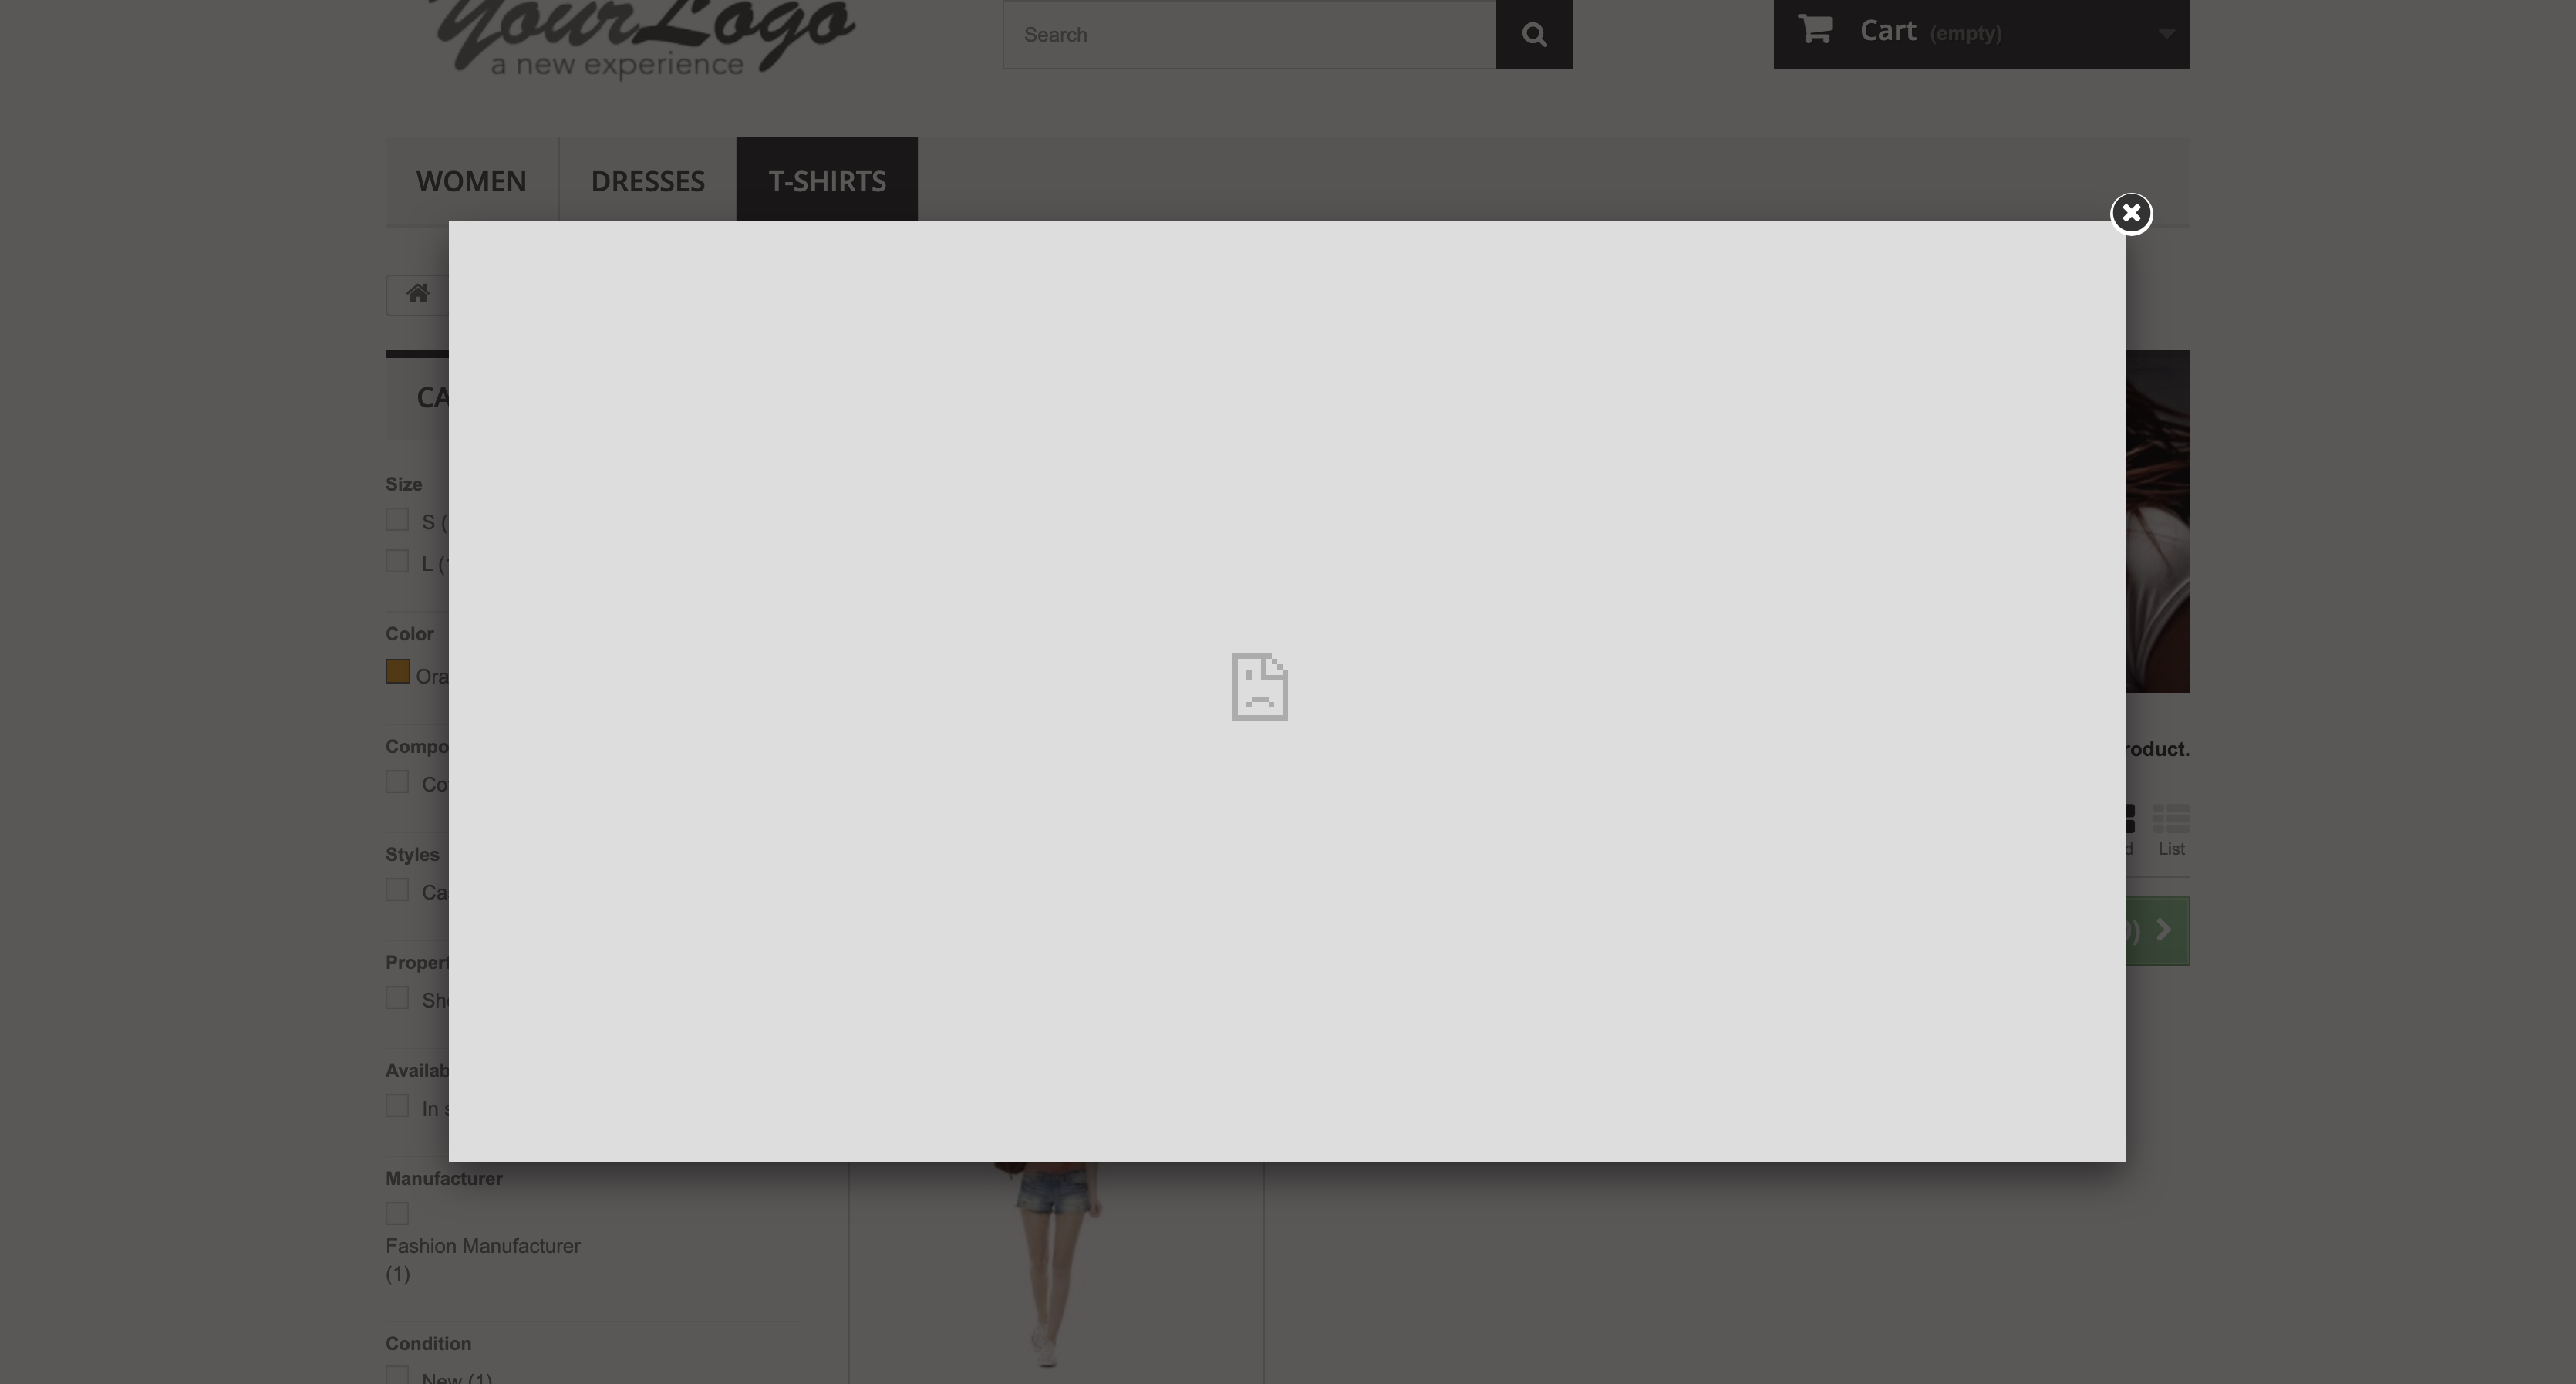 YourLogo
a new experience
Search
Cart (empty)
WOMEN
DRESSES
T-SHIRTS
CA
Size
S (
L (
Color
Ora
Compo
Co
Styles
Ca
Propert
Sh
Availab
In s
Manufacturer
Fashion Manufacturer
(1)
Condition
New (1)
roduct.
d
List
)